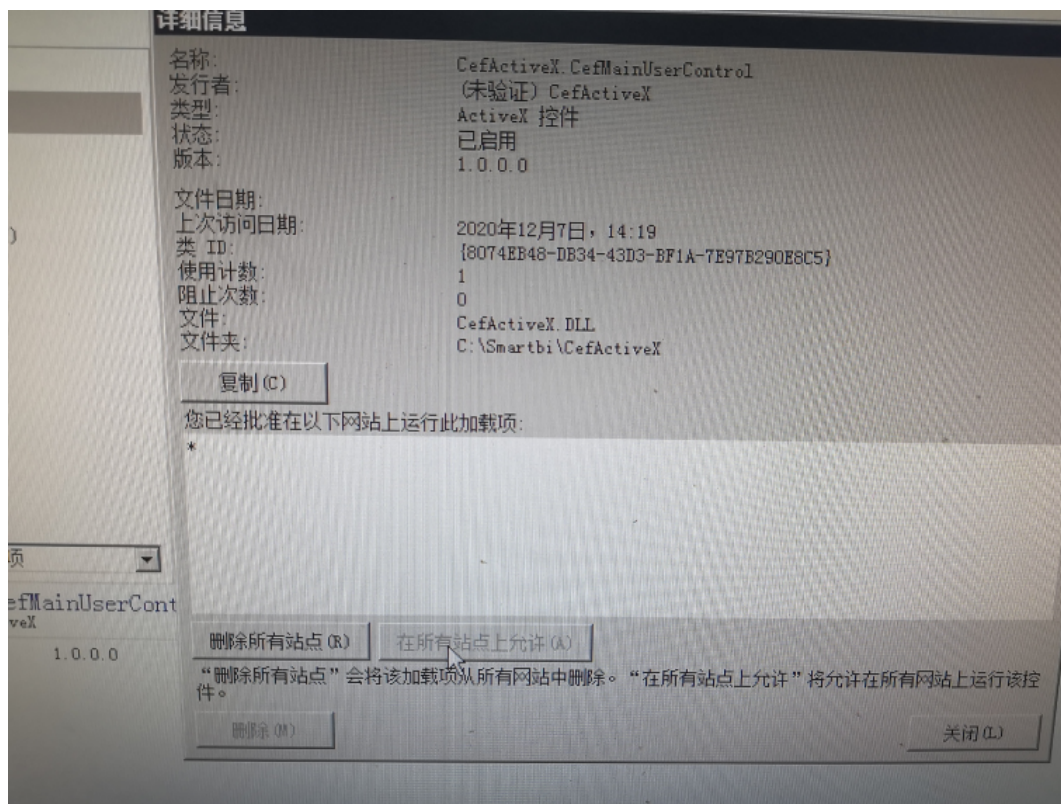 详细信息
名称: CefActiveX.CefMainUserControl
发行者: (未验证) CefActiveX
类型: ActiveX 控件
状态: 已启用
版本: 1.0.0.0
文件日期:
上次访问日期: 2020年12月7日，14:19
类 ID: {8074EB48-DB34-43D3-BF1A-7E97B290E8C5}
使用计数: 1
阻止次数: 0
文件: CefActiveX.DLL
文件夹: C:\Smartbi\CefActiveX
复制(C)
您已经批准在以下网站上运行此加载项:
*
)
项
efMainUserCont
veX
1.0.0.0
删除所有站点(R) 在所有站点上允许(A)
“删除所有站点”会将该加载项从所有网站中删除。“在所有站点上允许”将允许在所有网站上运行该控
件。
删除(M) 关闭(L)